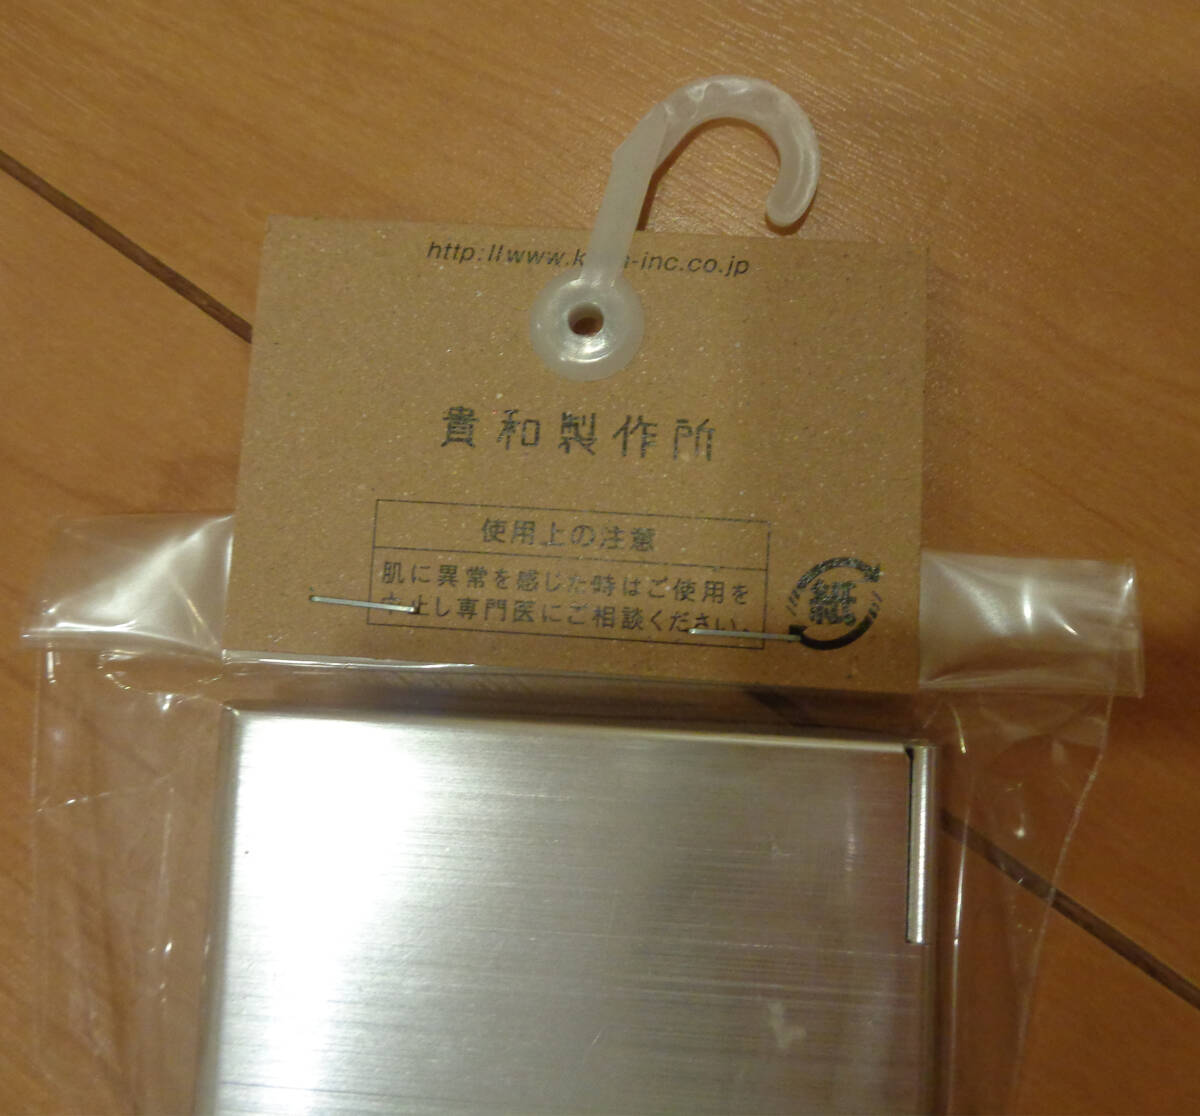 http://www.k -inc.co.jp
貴和製作所
使用上の注意
肌に異常を感じた時はご使用を
中止し専門医にご相談ください。
紙